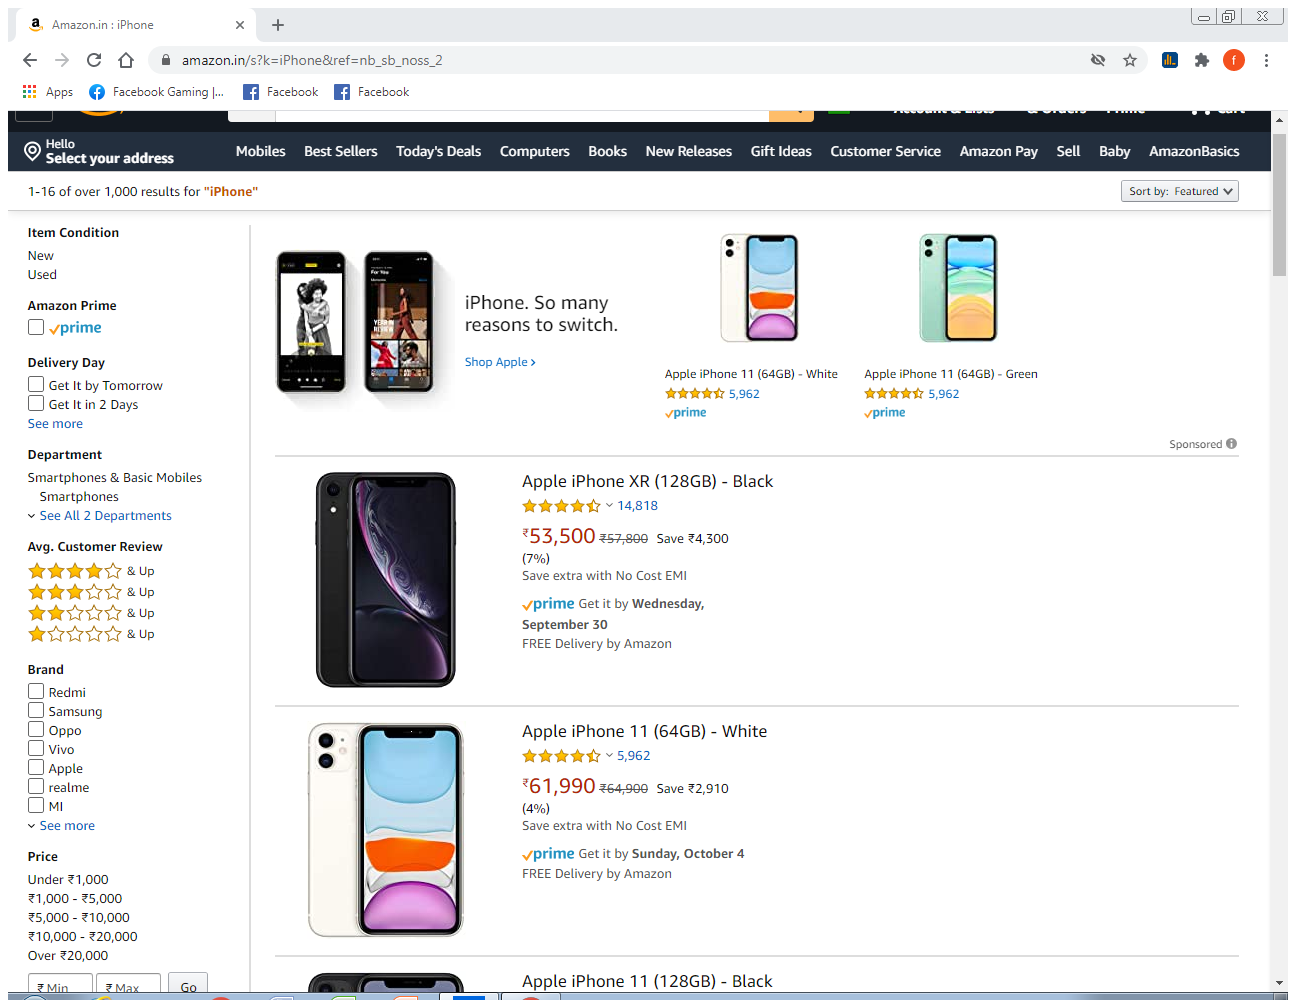 Amazon.in : iPhone
amazon.in/s?k=iPhone&ref=nb_sb_noss_2
f
Apps Facebook Gaming |... Facebook Facebook
Account & Lists & Orders Prime Cart
Hello
Select your address
Mobiles Best Sellers Today's Deals Computers Books New Releases Gift Ideas Customer Service Amazon Pay Sell Baby AmazonBasics
1-16 of over 1,000 results for "iPhone"
Sort by: Featured
Item Condition
New
Used
Amazon Prime
prime
Delivery Day
Get It by Tomorrow
Get It in 2 Days
See more
Department
Smartphones & Basic Mobiles
Smartphones
See All 2 Departments
Avg. Customer Review
& Up
& Up
& Up
& Up
Brand
Redmi
Samsung
Oppo
Vivo
Apple
realme
MI
See more
Price
Under ₹1,000
₹1,000 - ₹5,000
₹5,000 - ₹10,000
₹10,000 - ₹20,000
Over ₹20,000
₹ Min ₹ Max Go
For You
iPhone. So many
reasons to switch.
Shop Apple ›
Apple iPhone 11 (64GB) - White
5,962
prime
Apple iPhone 11 (64GB) - Green
5,962
prime
Sponsored
Apple iPhone XR (128GB) - Black
14,818
₹53,500 ₹57,800 Save ₹4,300
(7%)
Save extra with No Cost EMI
prime Get it by Wednesday,
September 30
FREE Delivery by Amazon
Apple iPhone 11 (64GB) - White
5,962
₹61,990 ₹64,900 Save ₹2,910
(4%)
Save extra with No Cost EMI
prime Get it by Sunday, October 4
FREE Delivery by Amazon
Apple iPhone 11 (128GB) - Black